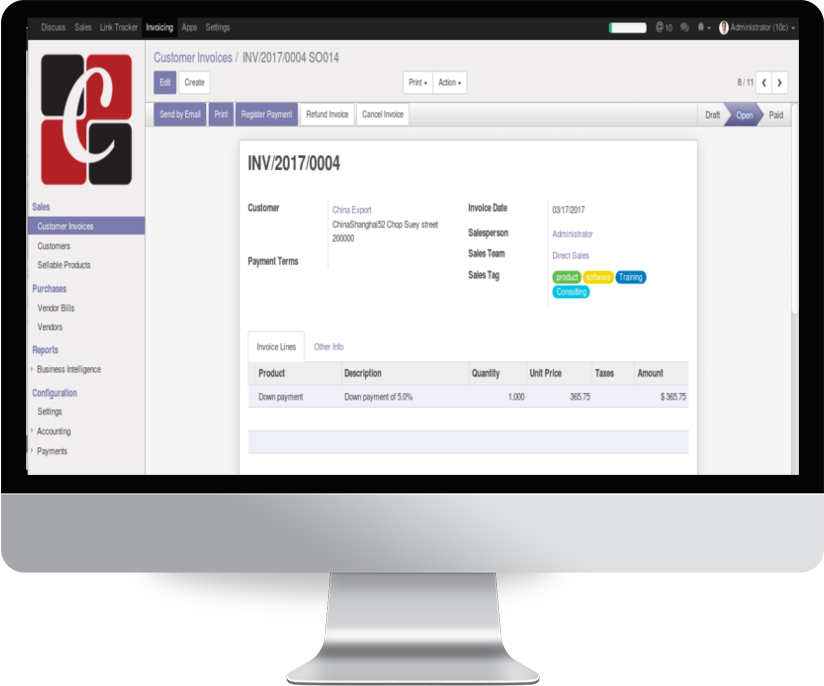 Discuss Sales Link Tracker Invoicing Apps Settings @ 10 Administrator (10c)
Customer Invoices / INV/2017/0004 SO014
Edit Create Print Action 8 / 11
Send by Email Print Register Payment Refund Invoice Cancel Invoice Draft Open Paid
C
Sales
Customer Invoices
Customers
Sellable Products
Purchases
Vendor Bills
Vendors
Reports
Business Intelligence
Configuration
Settings
Accounting
Payments
INV/2017/0004
Customer
China Export
ChinaShanghai52 Chop Suey street
200000
Payment Terms
Invoice Date 03/17/2017
Salesperson Administrator
Sales Team Direct Sales
Sales Tag product software Training
Consulting
Invoice Lines Other Info
Product Description Quantity Unit Price Taxes Amount
Down payment Down payment of 5.0% 1.000 365.75 $ 365.75